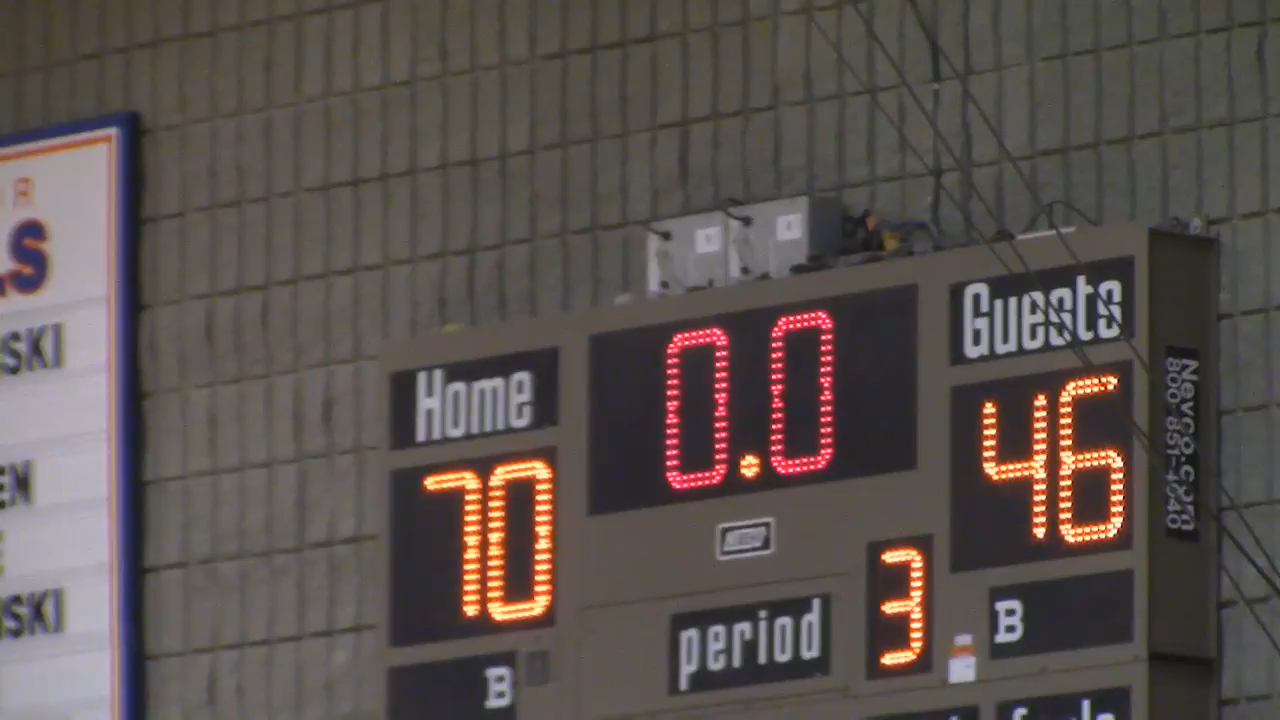 R
LS
SKI
EN
SKI
Home
0.0
Guests
70
46
period
3
B
B
Nevco.com
800-851-4040